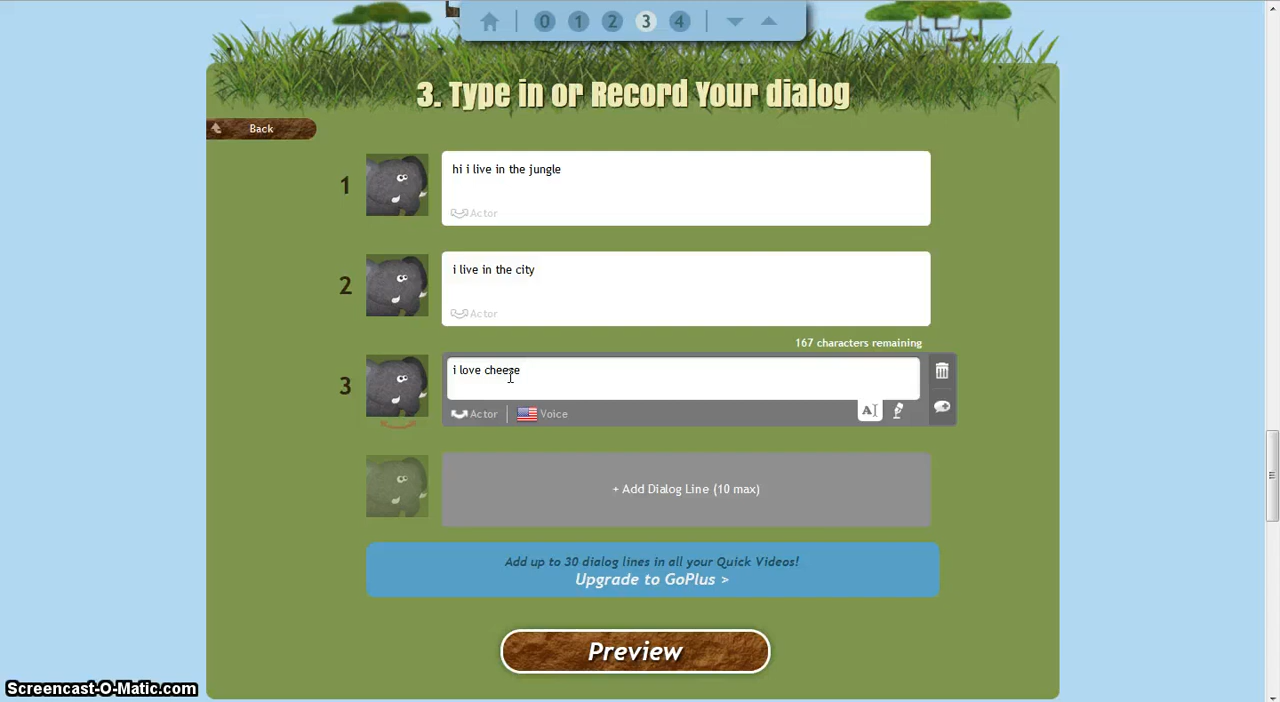 0 1 2 3 4
3. Type in or Record Your dialog
Back
1
hi i live in the jungle
Actor
2
i live in the city
Actor
167 characters remaining
3
i love cheese
Actor Voice
A
+ Add Dialog Line (10 max)
Add up to 30 dialog lines in all your Quick Videos!
Upgrade to GoPlus >
Preview
Screencast-O-Matic.com